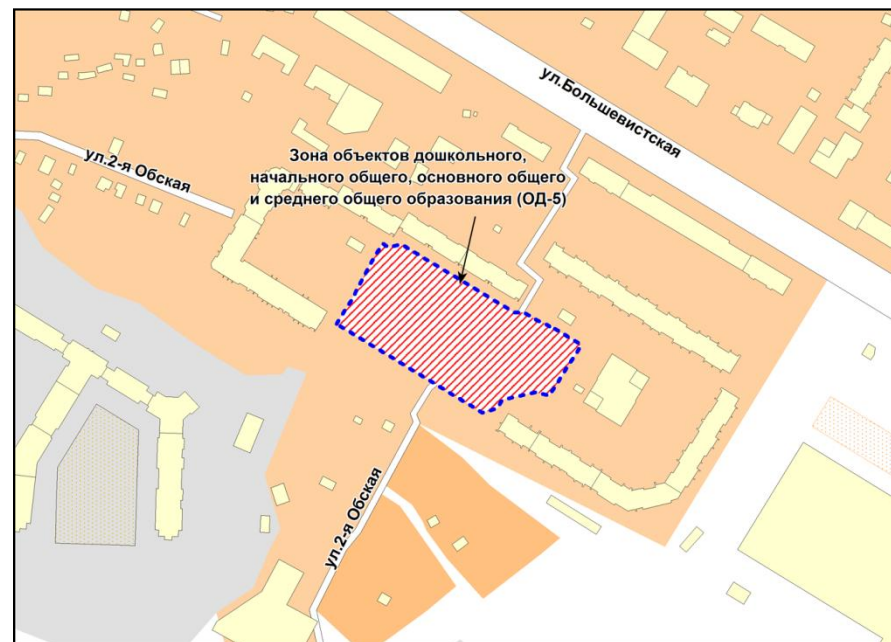 ул.Большевистская
ул.2-я Обская
Зона объектов дошкольного,
начального общего, основного общего
и среднего общего образования (ОД-5)
ул.2-я Обская